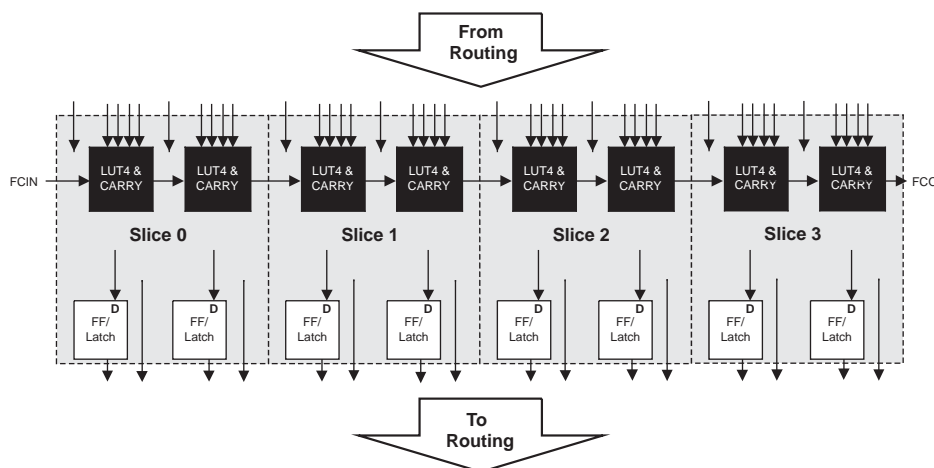 From
Routing
FCIN
LUT4 &
CARRY
LUT4 &
CARRY
LUT4 &
CARRY
LUT4 &
CARRY
LUT4 &
CARRY
LUT4 &
CARRY
LUT4 &
CARRY
LUT4 &
CARRY
FCO
Slice 0
Slice 1
Slice 2
Slice 3
D
FF/
Latch
D
FF/
Latch
D
FF/
Latch
D
FF/
Latch
D
FF/
Latch
D
FF/
Latch
D
FF/
Latch
D
FF/
Latch
To
Routing